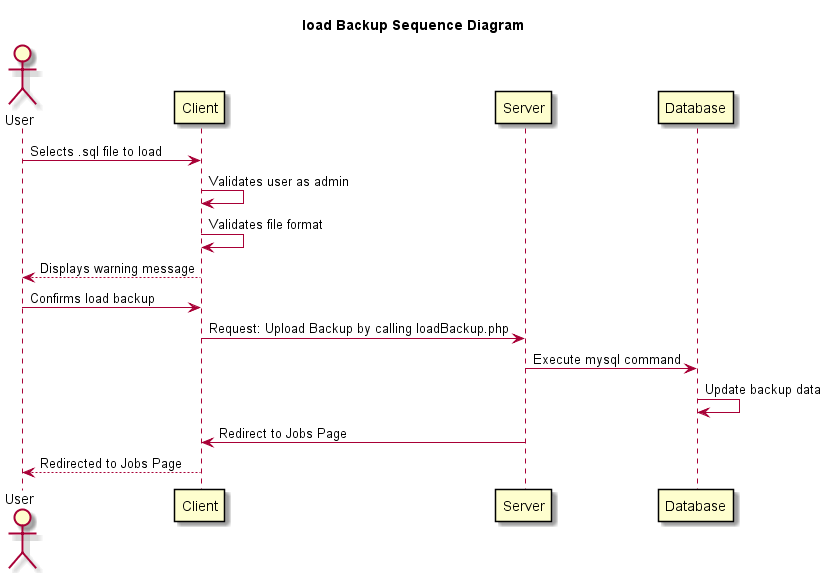 load Backup Sequence Diagram
User
Client
Server
Database
Selects .sql file to load
Validates user as admin
Validates file format
Displays warning message
Confirms load backup
Request: Upload Backup by calling loadBackup.php
Execute mysql command
Update backup data
Redirect to Jobs Page
Redirected to Jobs Page
User
Client
Server
Database